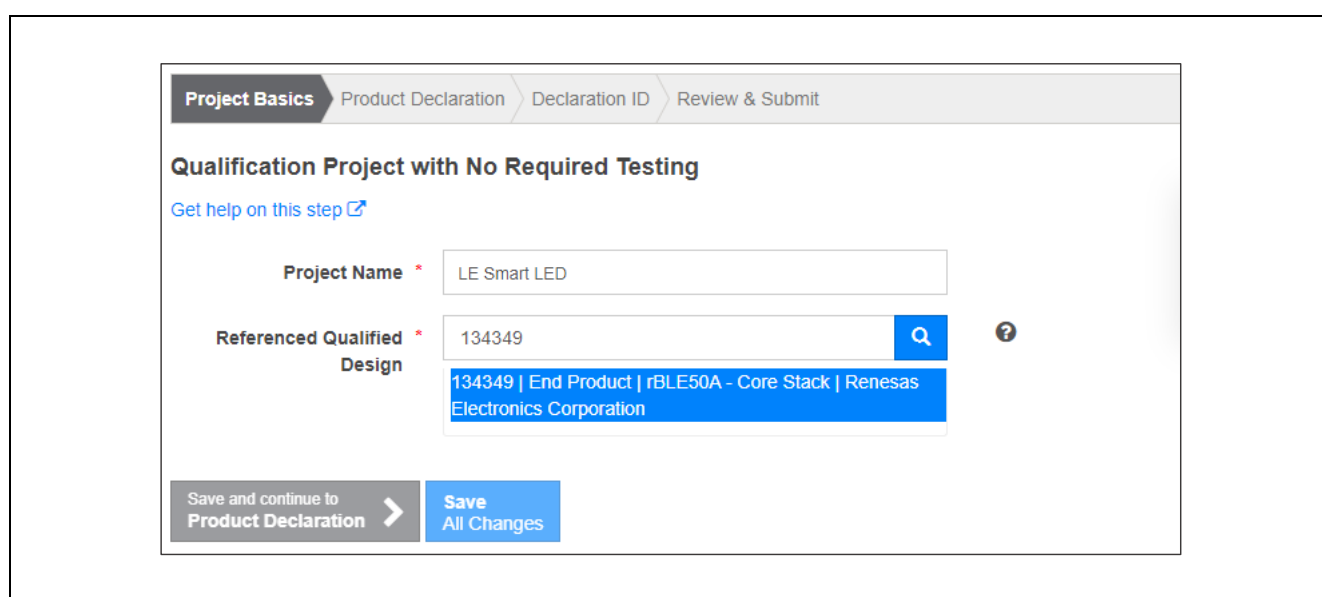 Project Basics Product Declaration Declaration ID Review & Submit
Qualification Project with No Required Testing
Get help on this step
Project Name * LE Smart LED
Referenced Qualified * 134349
Design
134349 | End Product | rBLE50A - Core Stack | Renesas
Electronics Corporation
Save and continue to
Product Declaration
Save
All Changes